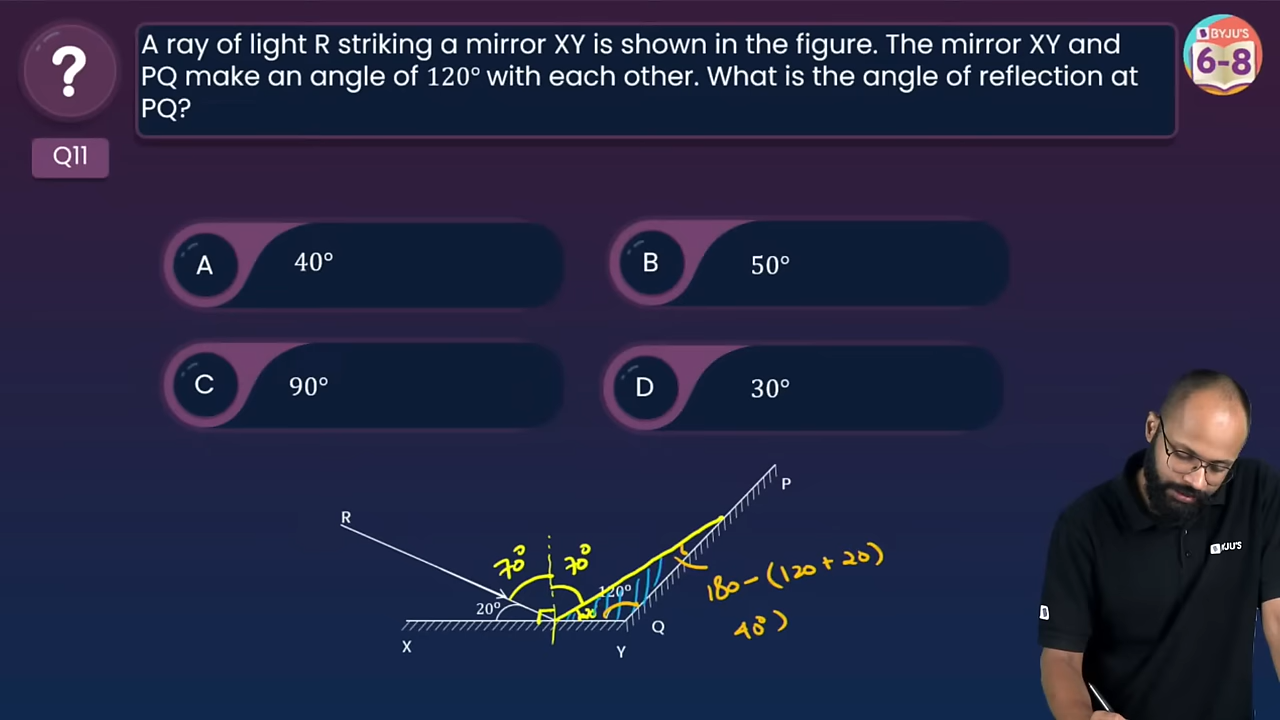 ?
A ray of light R striking a mirror XY is shown in the figure. The mirror XY and
PQ make an angle of 120° with each other. What is the angle of reflection at
PQ?
BYJU'S
6-8
Q11
A 40°
B 50°
C 90°
D 30°
P
R
70° 70°
180-(120+20)
120°
20°
20
40°)
X
Y
Q
BYJU'S